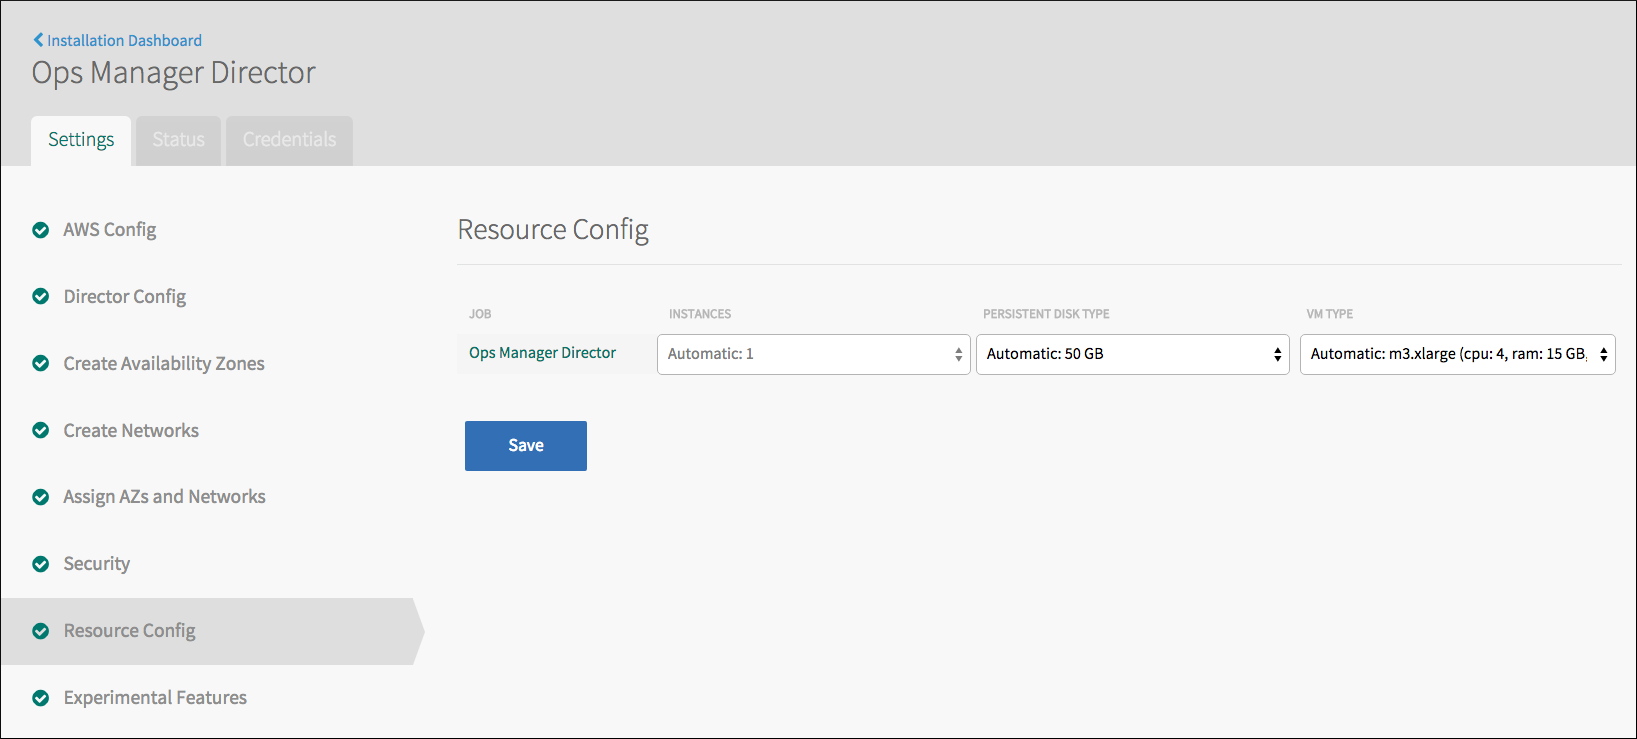 Installation Dashboard
Ops Manager Director
Settings Status Credentials
AWS Config
Director Config
Create Availability Zones
Create Networks
Assign AZs and Networks
Security
Resource Config
Experimental Features
Resource Config
JOB INSTANCES PERSISTENT DISK TYPE VM TYPE
Ops Manager Director Automatic: 1 Automatic: 50 GB Automatic: m3.xlarge (cpu: 4, ram: 15 GB,
Save